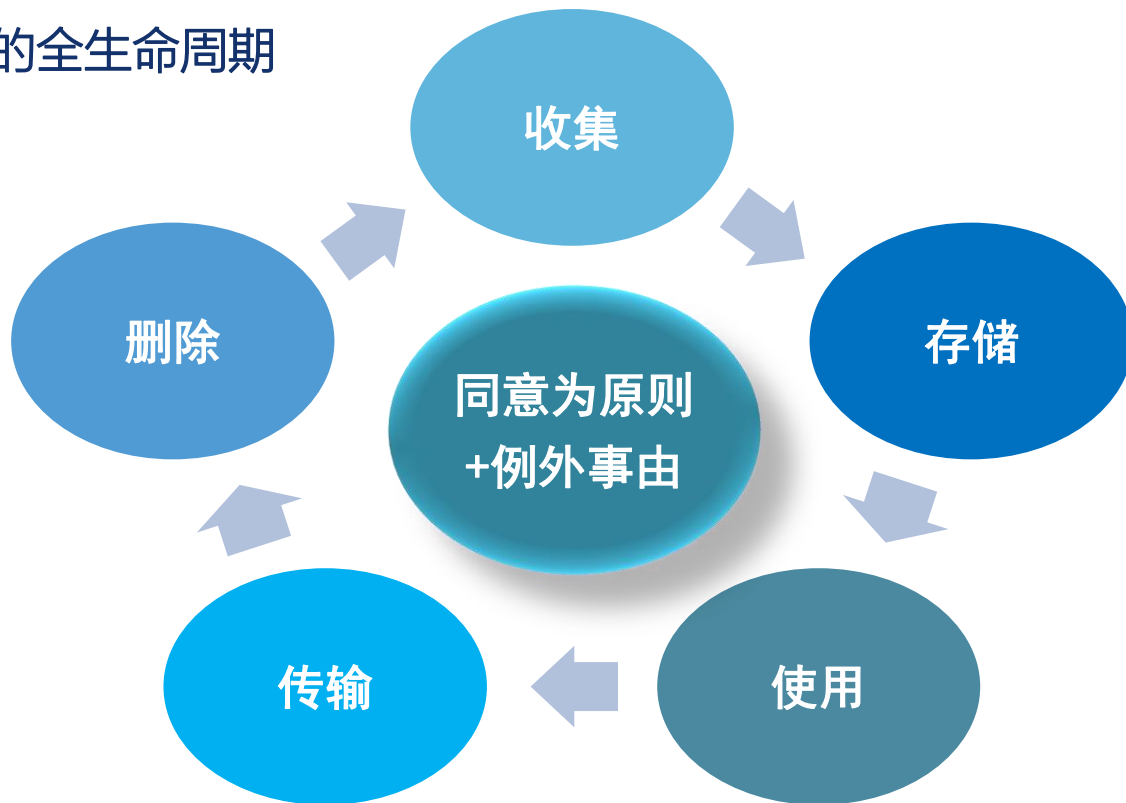 的全生命周期
收集
存储
使用
传输
删除
同意为原则
+例外事由